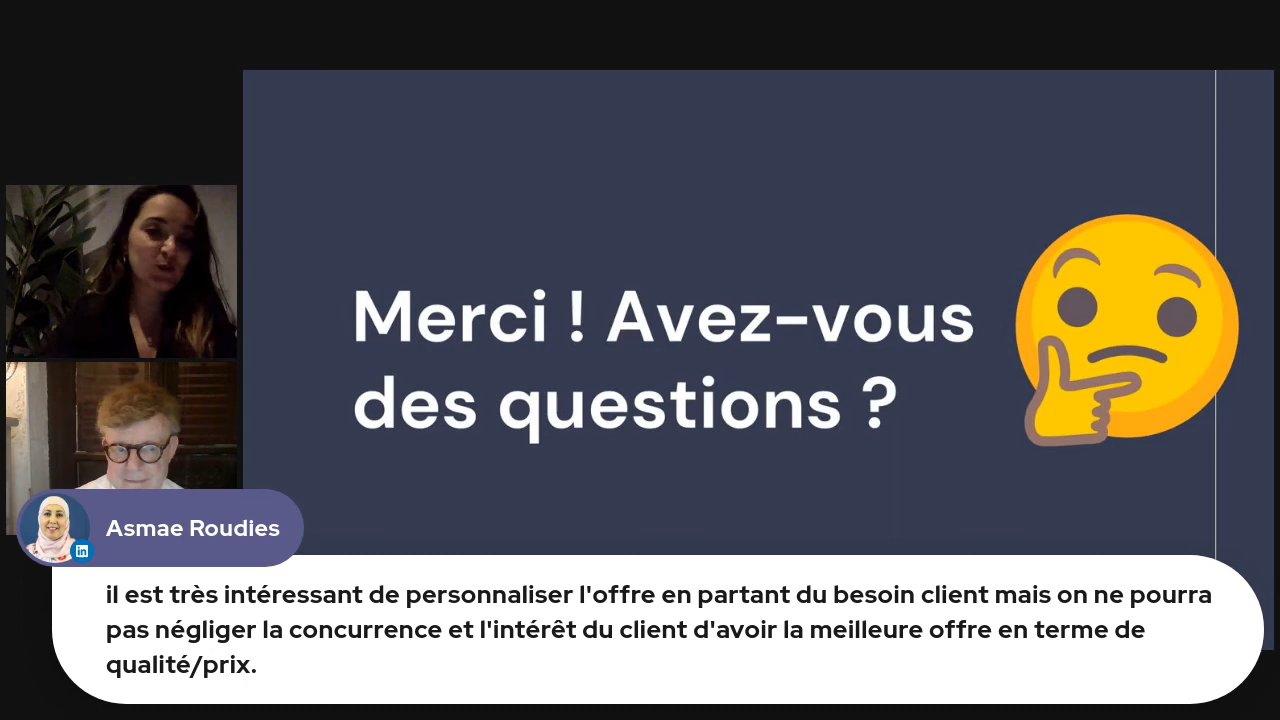 Merci ! Avez-vous
des questions ?
Asmae Roudies
in
il est très intéressant de personnaliser l'offre en partant du besoin client mais on ne pourra
pas négliger la concurrence et l'intérêt du client d'avoir la meilleure offre en terme de
qualité/prix.